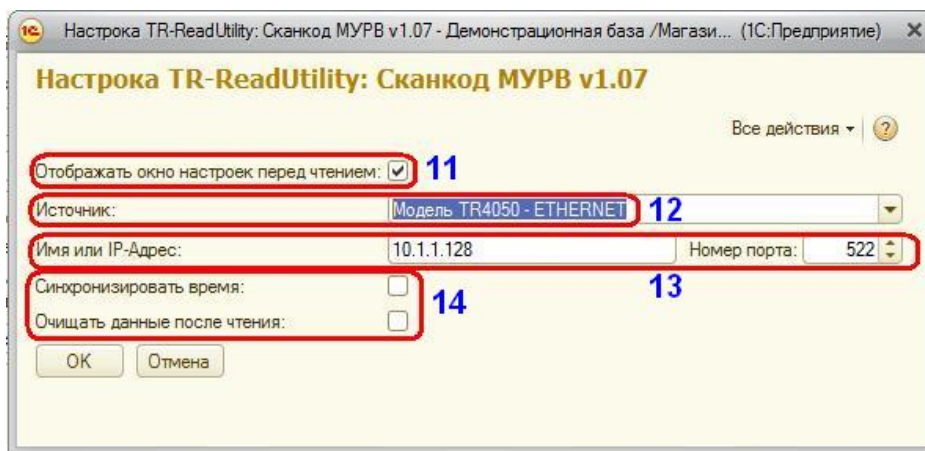 Настрока TR-ReadUtility: Сканкод МУРВ v1.07 - Демонстрационная база /Магази... (1С:Предприятие)
Настрока TR-ReadUtility: Сканкод МУРВ v1.07
Все действия
Отображать окно настроек перед чтением: 11
Источник: Модель TR4050 - ETHERNET 12
Имя или IP-Адрес: 10.1.1.128 Номер порта: 522
13
Синхронизировать время:
14
Очищать данные после чтения:
OK Отмена